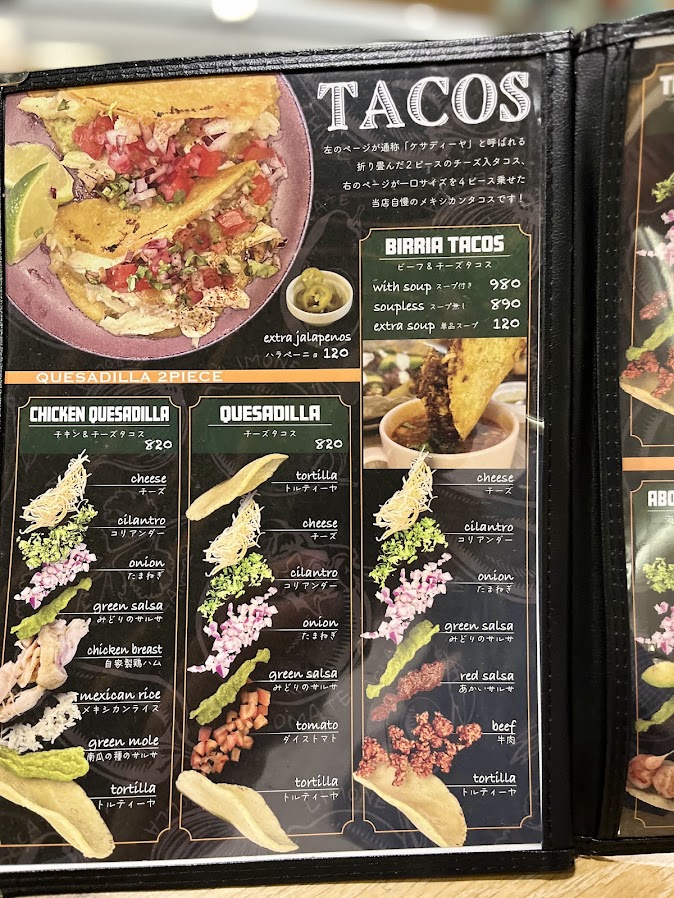 TACOS
左のページが通称「ケサディーヤ」と呼ばれる
折り畳んだ2ピースのチーズ入タコス、
右のページが一口サイズを4ピース乗せた
当店自慢のメキシカンタコスです！
extra jalapenos
ハラペーニョ 120
BIRRIA TACOS
ビーフ&チーズタコス
with soup スープ付き 980
soupless スープ無し 890
extra soup 単品スープ 120
QUESADILLA 2PIECE
CHICKEN QUESADILLA
チキン&チーズタコス
820
cheese
チーズ
cilantro
コリアンダー
onion
たまねぎ
green salsa
みどりのサルサ
chicken breast
自家製鶏ハム
mexican rice
メキシカンライス
green mole
南瓜の種のサルサ
tortilla
トルティーヤ
QUESADILLA
チーズタコス
820
tortilla
トルティーヤ
cheese
チーズ
cilantro
コリアンダー
onion
たまねぎ
green salsa
みどりのサルサ
tomato
ダイストマト
tortilla
トルティーヤ
cheese
チーズ
cilantro
コリアンダー
onion
たまねぎ
green salsa
みどりのサルサ
red salsa
あかいサルサ
beef
牛肉
tortilla
トルティーヤ